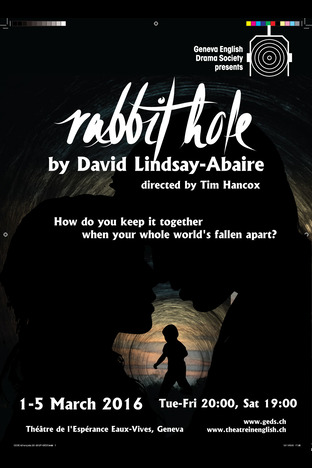 Geneva English
Drama Society
presents
rabbit hole
by David Lindsay-Abaire
directed by Tim Hancox
How do you keep it together
when your whole world's fallen apart?
1-5 March 2016
Tue-Fri 20:00, Sat 19:00
www.geds.ch
Théatre de l'Espérance Eaux-Vives, Geneva
www.theatreinenglish.ch